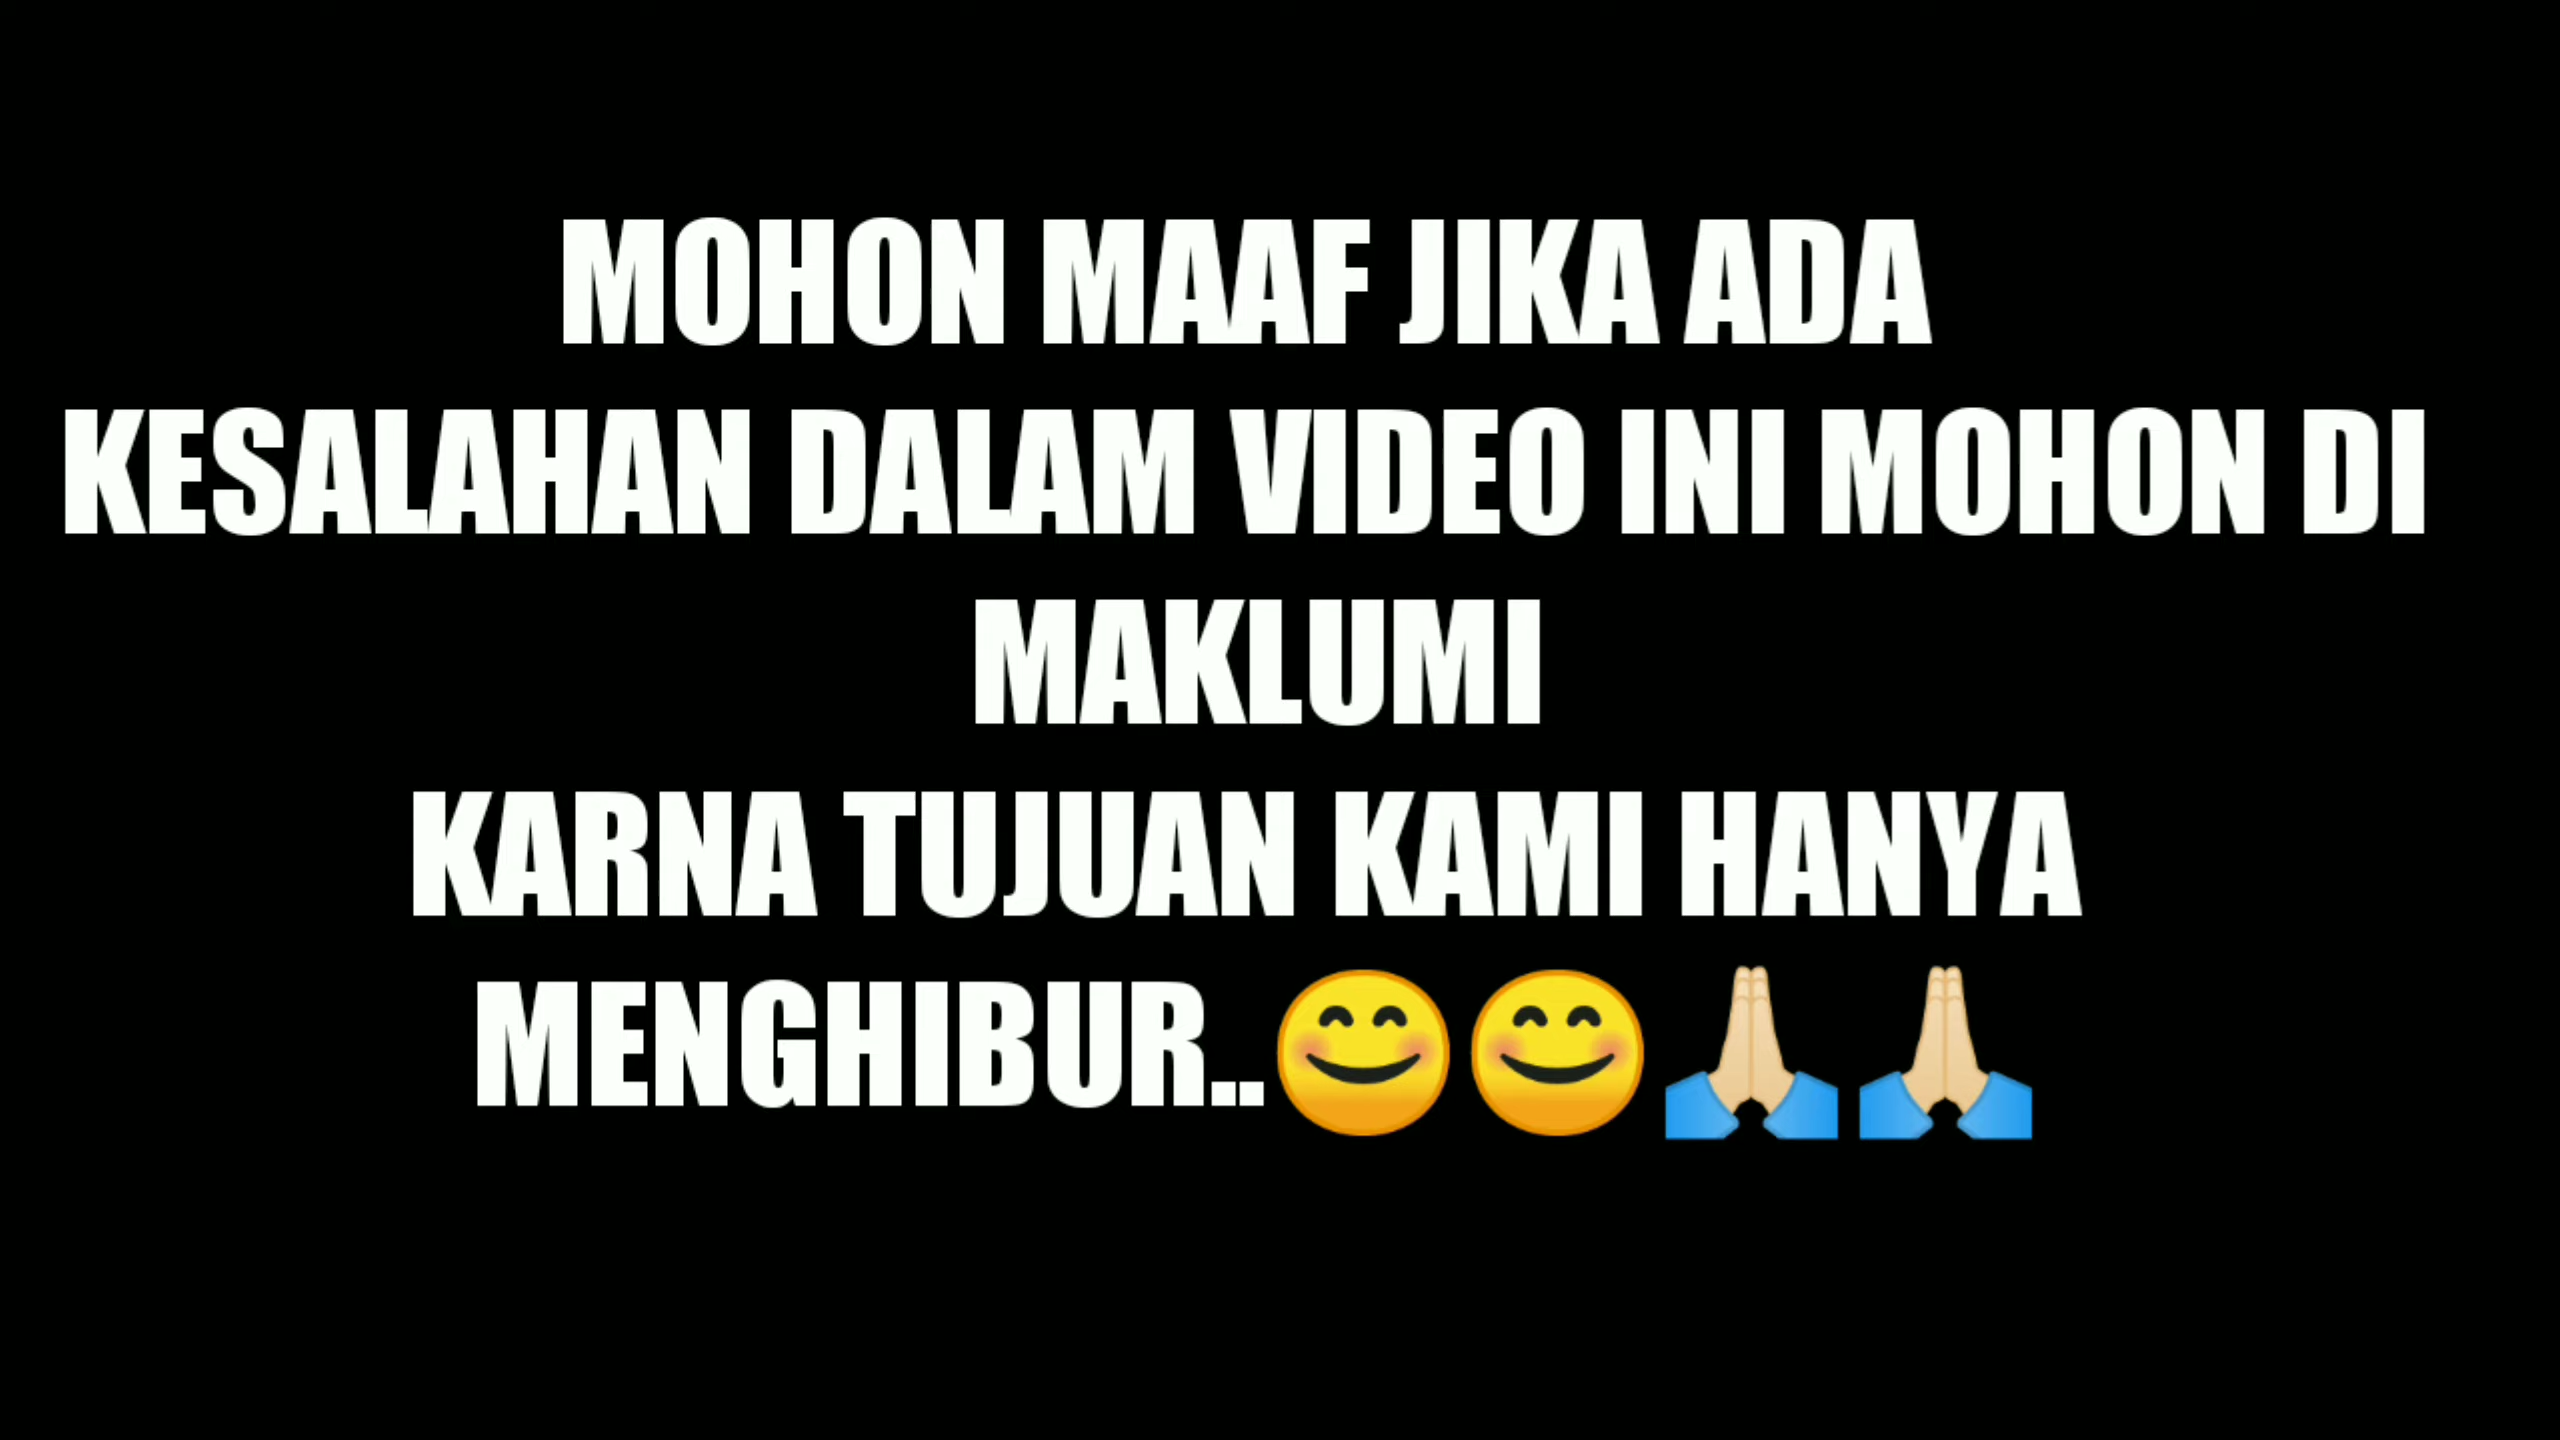 MOHON MAAF JIKA ADA
KESALAHAN DALAM VIDEO INI MOHON DI
MAKLUMI
KARNA TUJUAN KAMI HANYA
MENGHIBUR..😊😊🙏🏻🙏🏻